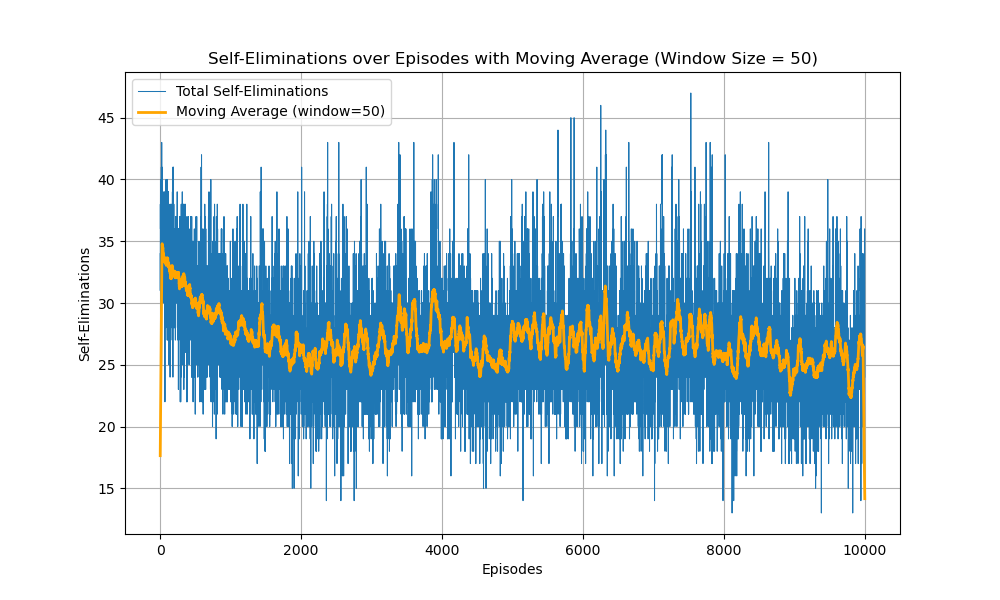 Self-Eliminations over Episodes with Moving Average (Window Size = 50)
Total Self-Eliminations
Moving Average (window=50)
Self-Eliminations
45
40
35
30
25
20
15
0
2000
4000
6000
8000
10000
Episodes